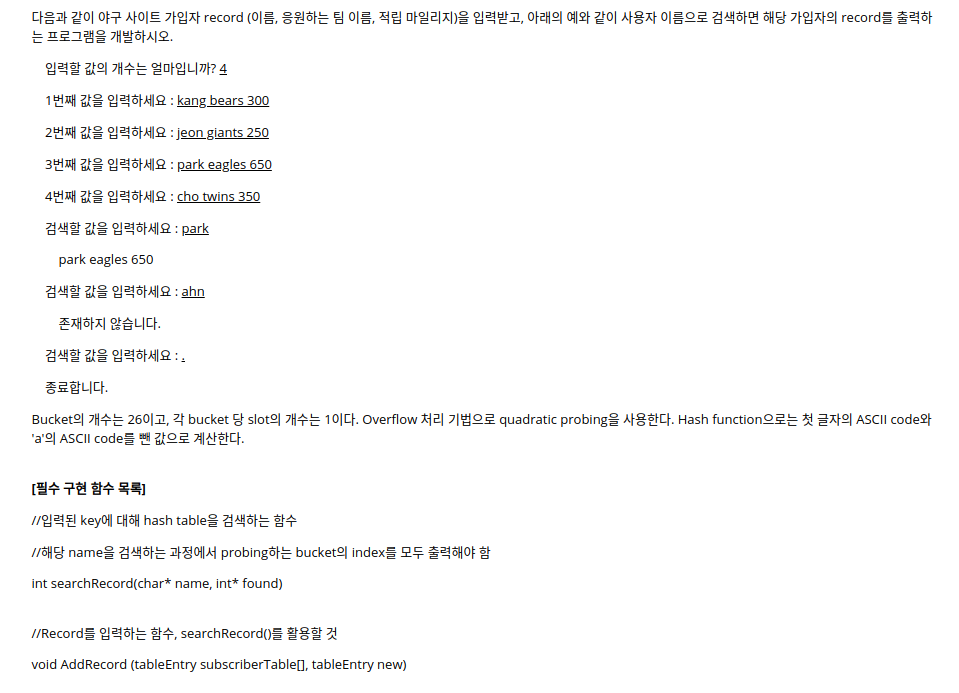 다음과 같이 야구 사이트 가입자 record (이름, 응원하는 팀 이름, 적립 마일리지)을 입력받고, 아래의 예와 같이 사용자 이름으로 검색하면 해당 가입자의 record를 출력하
는 프로그램을 개발하시오.
입력할 값의 개수는 얼마입니까? 4
1번째 값을 입력하세요 : kang bears 300
2번째 값을 입력하세요 : jeon giants 250
3번째 값을 입력하세요 : park eagles 650
4번째 값을 입력하세요 : cho twins 350
검색할 값을 입력하세요 : park
park eagles 650
검색할 값을 입력하세요 : ahn
존재하지 않습니다.
검색할 값을 입력하세요 : .
종료합니다.
Bucket의 개수는 26이고, 각 bucket 당 slot의 개수는 1이다. Overflow 처리 기법으로 quadratic probing을 사용한다. Hash function으로는 첫 글자의 ASCII code와
'a'의 ASCII code를 뺀 값으로 계산한다.
[필수 구현 함수 목록]
//입력된 key에 대해 hash table을 검색하는 함수
//해당 name을 검색하는 과정에서 probing하는 bucket의 index를 모두 출력해야 함
int searchRecord(char* name, int* found)
//Record를 입력하는 함수, searchRecord()를 활용할 것
void AddRecord (tableEntry subscriberTable[], tableEntry new)